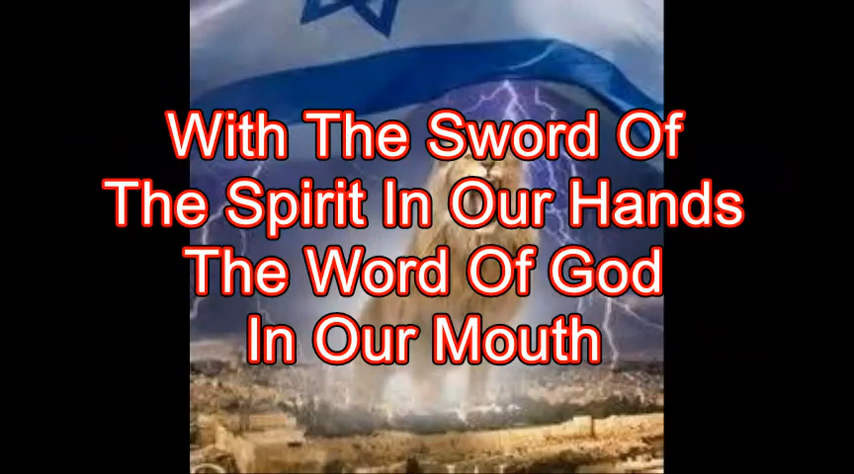 With The Sword Of
The Spirit In Our Hands
The Word Of God
In Our Mouth